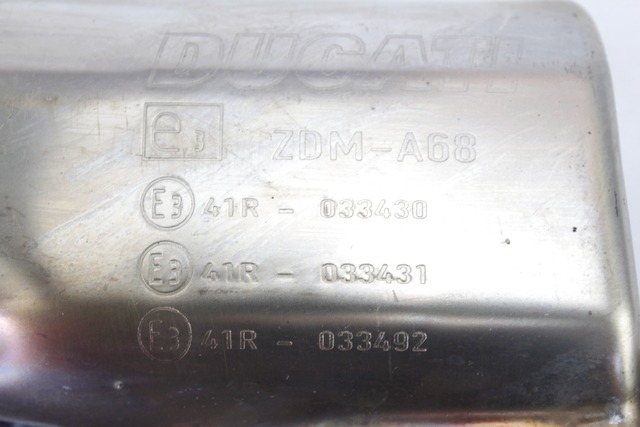 DUCATI
e3 ZDM-A68
E3 41R - 033430
E3 41R - 033431
E3 41R - 033492